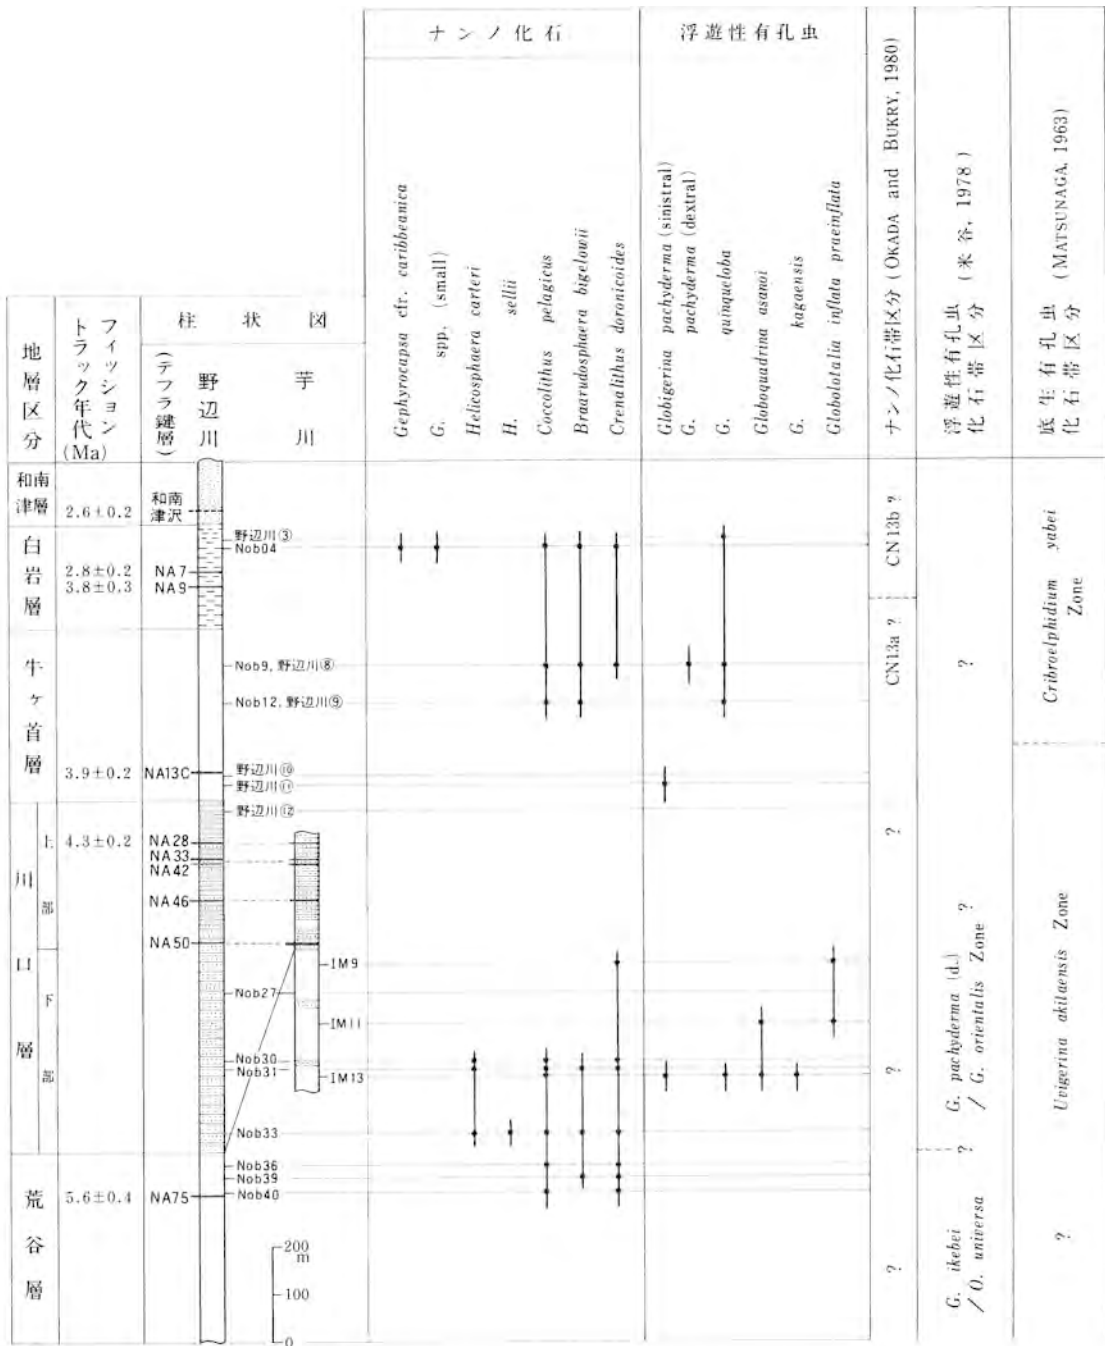 ナンノ化石
浮遊性有孔虫
ナンノ化石帯区分 (OKADA and BUKRY, 1980)
浮遊性有孔虫
化石帯区分 (米谷, 1978)
底生有孔虫
化石帯区分 (MATSUNAGA, 1963)
Gephyrocapsa cfr. caribbeanica
G. spp. (small)
Helicosphaera carteri
H. sellii
Coccolithus pelagicus
Braarudosphaera bigelowii
Crenalithus doronicoides
Globigerina pachyderma (sinistral)
G. pachyderma (dextral)
G. quinqueloba
Globoquadrina asanoi
G. kagaensis
Globolotalia inflata praeinflata
地層区分
フィッション
トラック年代
(Ma)
柱状図
(テフラ鍵層)
野辺川
芋川
和南
津層
2.6±0.2
和南
津沢
白岩層
野辺川③
Nob04
2.8±0.2
NA7
3.8±0.3
NA9
CN13b ?
CN13a ?
Cribroelphidium yabei
Zone
牛ヶ首層
Nob9, 野辺川⑧
Nob12, 野辺川⑨
?
3.9±0.2
NA13C
野辺川⑩
野辺川⑪
野辺川⑫
川口層
上部
4.3±0.2
NA28
NA33
NA42
NA46
NA50
?
?
下部
IM9
Nob27
IM11
Nob30
Nob31
IM13
Nob33
?
G. pachyderma (d.)
/ G. orientalis Zone
Uvigerina akitaensis Zone
?
荒谷層
Nob36
Nob39
5.6±0.4
NA75
Nob40
200
m
100
0
?
G. ikebei
/ O. universa
?